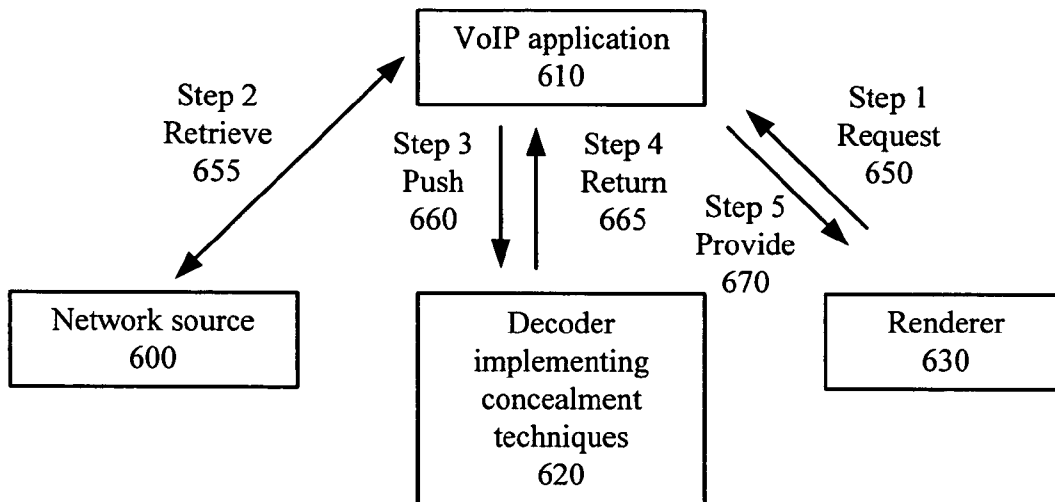 VoIP application
610
Step 2
Retrieve
655
Step 3
Push
660
Step 4
Return
665
Step 1
Request
650
Step 5
Provide
670
Network source
600
Decoder
implementing
concealment
techniques
620
Renderer
630